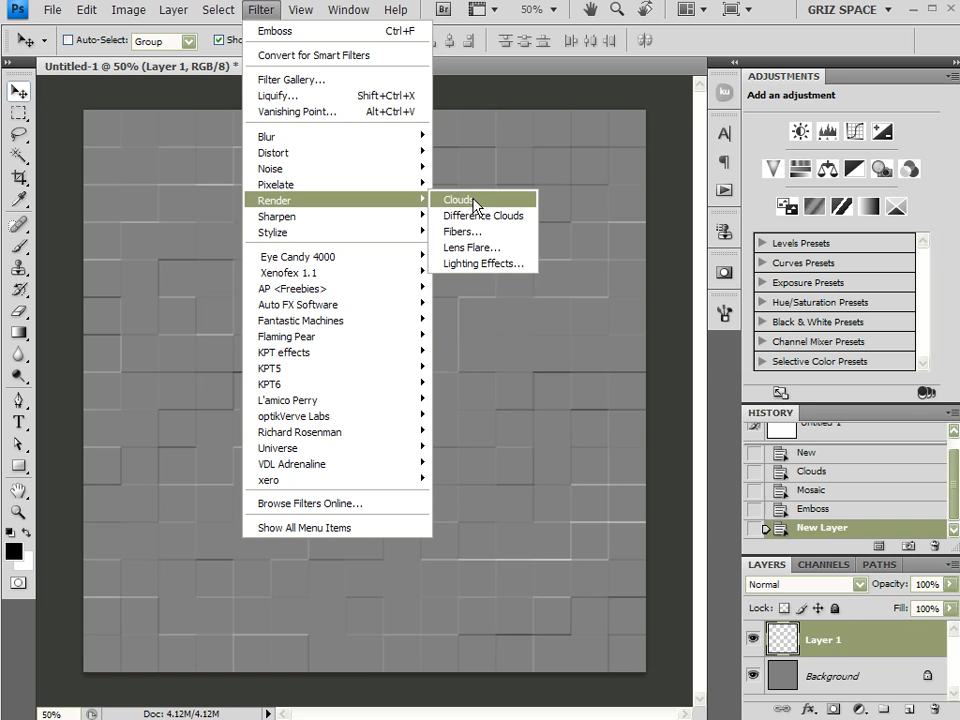 Ps File Edit Image Layer Select Filter View Window Help Br 50% GRIZ SPACE
Auto-Select: Group Sho
Untitled-1 @ 50% (Layer 1, RGB/8) *
Emboss Ctrl+F
Convert for Smart Filters
Filter Gallery...
Liquify... Shift+Ctrl+X
Vanishing Point... Alt+Ctrl+V
Blur
Distort
Noise
Pixelate
Render
Sharpen
Stylize
Eye Candy 4000
Xenofex 1.1
AP <Freebies>
Auto FX Software
Fantastic Machines
Flaming Pear
KPT effects
KPT5
KPT6
L'amico Perry
optikVerve Labs
Richard Rosenman
Universe
VDL Adrenaline
xero
Browse Filters Online...
Show All Menu Items
Clouds
Difference Clouds
Fibers...
Lens Flare...
Lighting Effects...
ku
A
T
ADJUSTMENTS
Add an adjustment
Levels Presets
Curves Presets
Exposure Presets
Hue/Saturation Presets
Black & White Presets
Channel Mixer Presets
Selective Color Presets
HISTORY
Untitled-1
New
Clouds
Mosaic
Emboss
New Layer
LAYERS CHANNELS PATHS
Normal Opacity: 100%
Lock: Fill: 100%
Layer 1
Background
fx.
50% Doc: 4.12M/4.12M